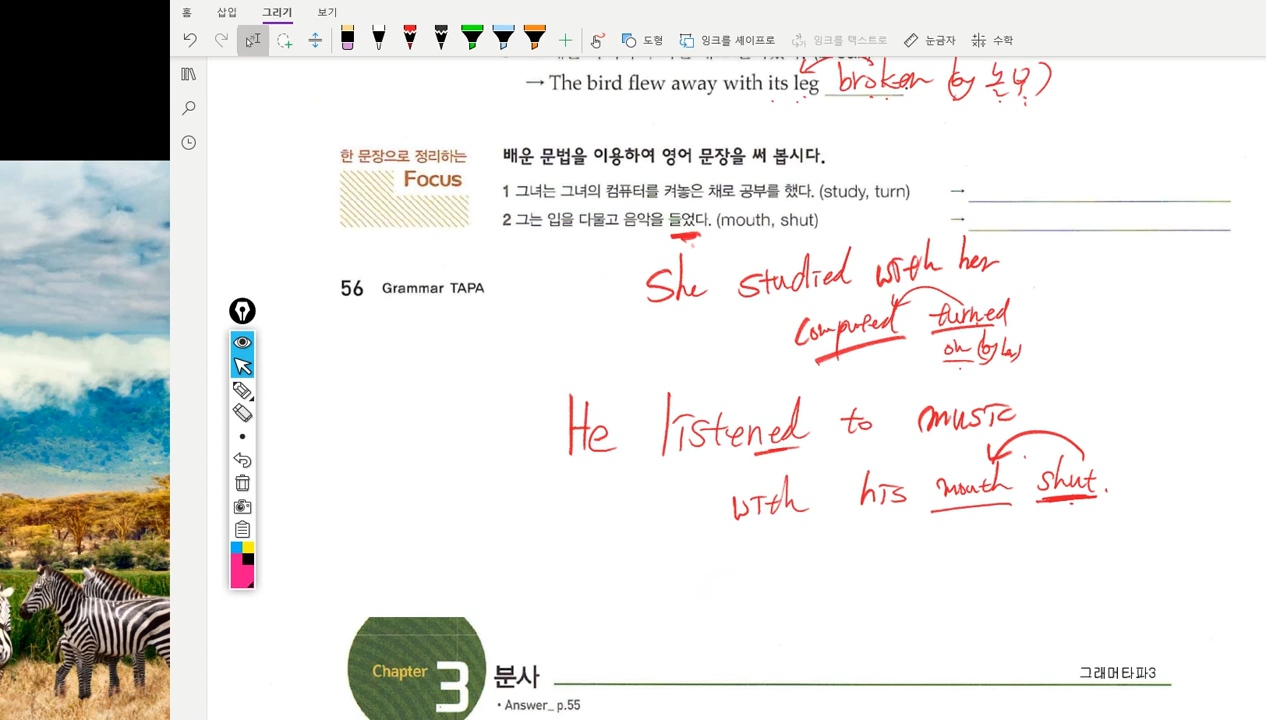 홈 삽입 그리기 보기
도형 잉크를 셰이프로 잉크를 텍스트로 눈금자 수학
→ The bird flew away with its leg broken (by 놀부)
한 문장으로 정리하는
Focus
배운 문법을 이용하여 영어 문장을 써 봅시다.
1 그녀는 그녀의 컴퓨터를 켜놓은 채로 공부를 했다. (study, turn) →
2 그는 입을 다물고 음악을 들었다. (mouth, shut) →
She studied with her
turned
on (by her)
56 Grammar TAPA
He listened to music
with his mouth shut.
Chapter 3 분사
그래머타파3
• Answer_ p.55